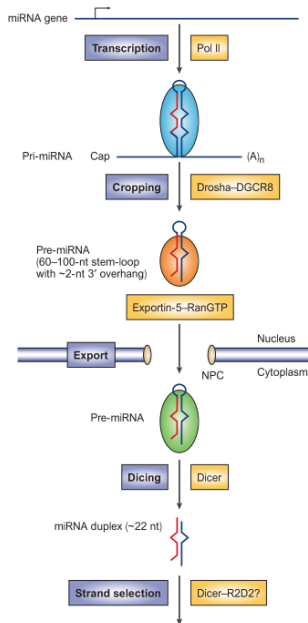 miRNA gene
Transcription Pol II
Pri-miRNA Cap (A)n
Cropping Drosha–DGCR8
Pre-miRNA
(60–100-nt stem-loop
with ~2-nt 3′ overhang)
Exportin-5–RanGTP
Nucleus
Export
NPC Cytoplasm
Pre-miRNA
Dicing Dicer
miRNA duplex (~22 nt)
Strand selection Dicer–R2D2?